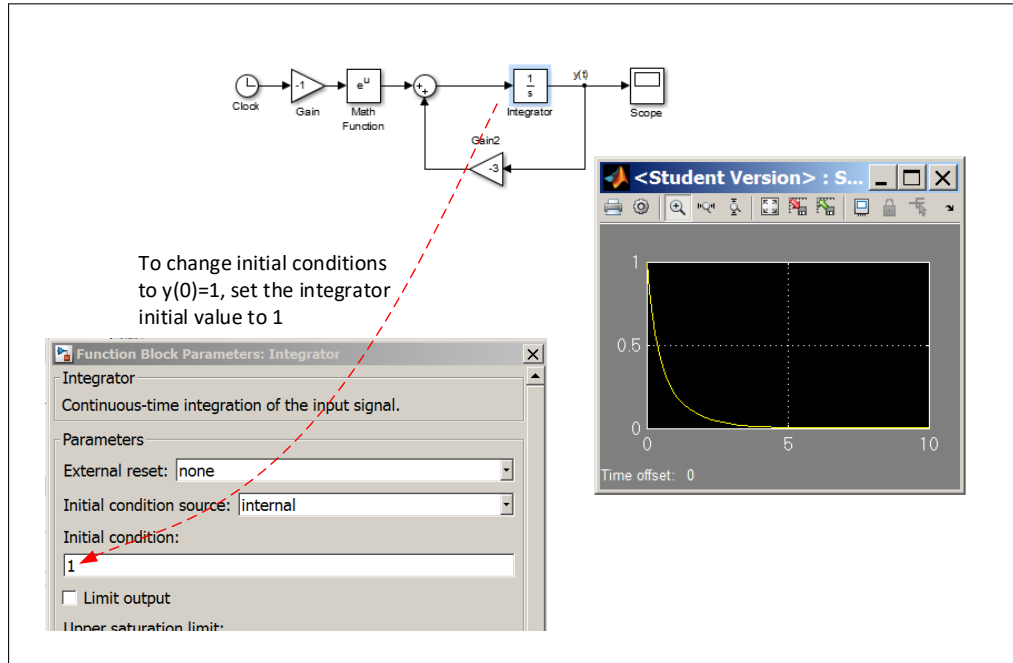 -1
e^u
+
+
1
s
y(t)
Clock
Gain
Math
Function
Integrator
Scope
Gain2
-3
<Student Version> : S...
To change initial conditions
to y(0)=1, set the integrator
initial value to 1
1
0.5
0
0
5
10
Time offset: 0
Function Block Parameters: Integrator
Integrator
Continuous-time integration of the input signal.
Parameters
External reset: none
Initial condition source: internal
Initial condition:
1
Limit output
Upper saturation limit: